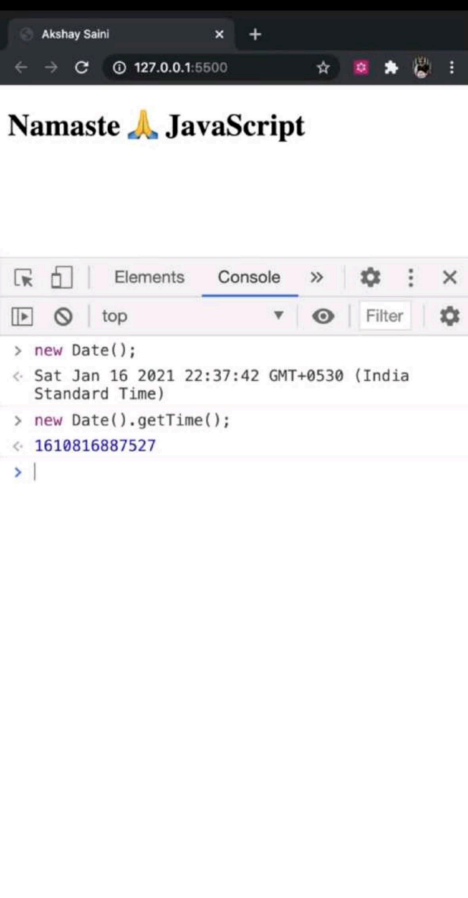 Akshay Saini
127.0.0.1:5500
Namaste 🙏 JavaScript
Elements Console
top Filter
new Date();
Sat Jan 16 2021 22:37:42 GMT+0530 (India
Standard Time)
new Date().getTime();
1610816887527